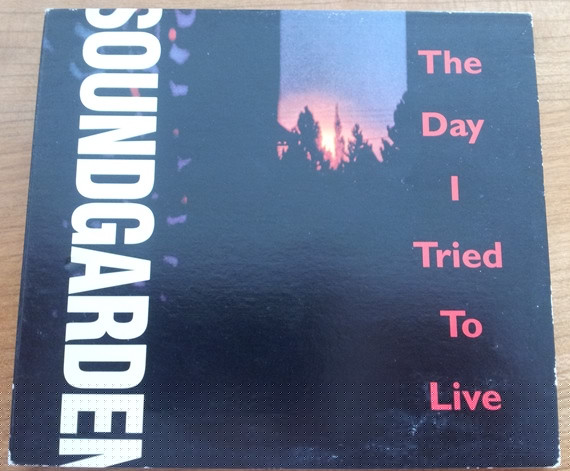 SOUNDGARDEN
The
Day
I
Tried
To
Live